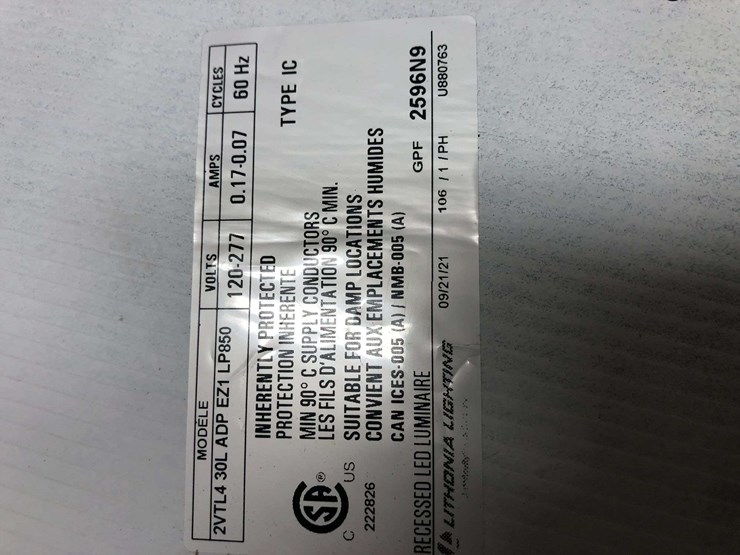 MODÈLE VOLTS AMPS CYCLES
2VTL4 30L ADP EZ1 LP850 120-277 0.17-0.07 60 Hz
INHERENTLY PROTECTED
PROTECTION INHERENTE
TYPE IC
MIN 90° C SUPPLY CONDUCTORS
LES FILS D'ALIMENTATION 90° C MIN.
SUITABLE FOR DAMP LOCATIONS
CONVIENT AUX EMPLACEMENTS HUMIDES
CAN ICES-005 (A) / NMB-005 (A)
SA ®
C US
222826
GPF 2596N9
RECESSED LED LUMINAIRE 09/21/21 106 / 1 / PH U880763
LITHONIA LIGHTING